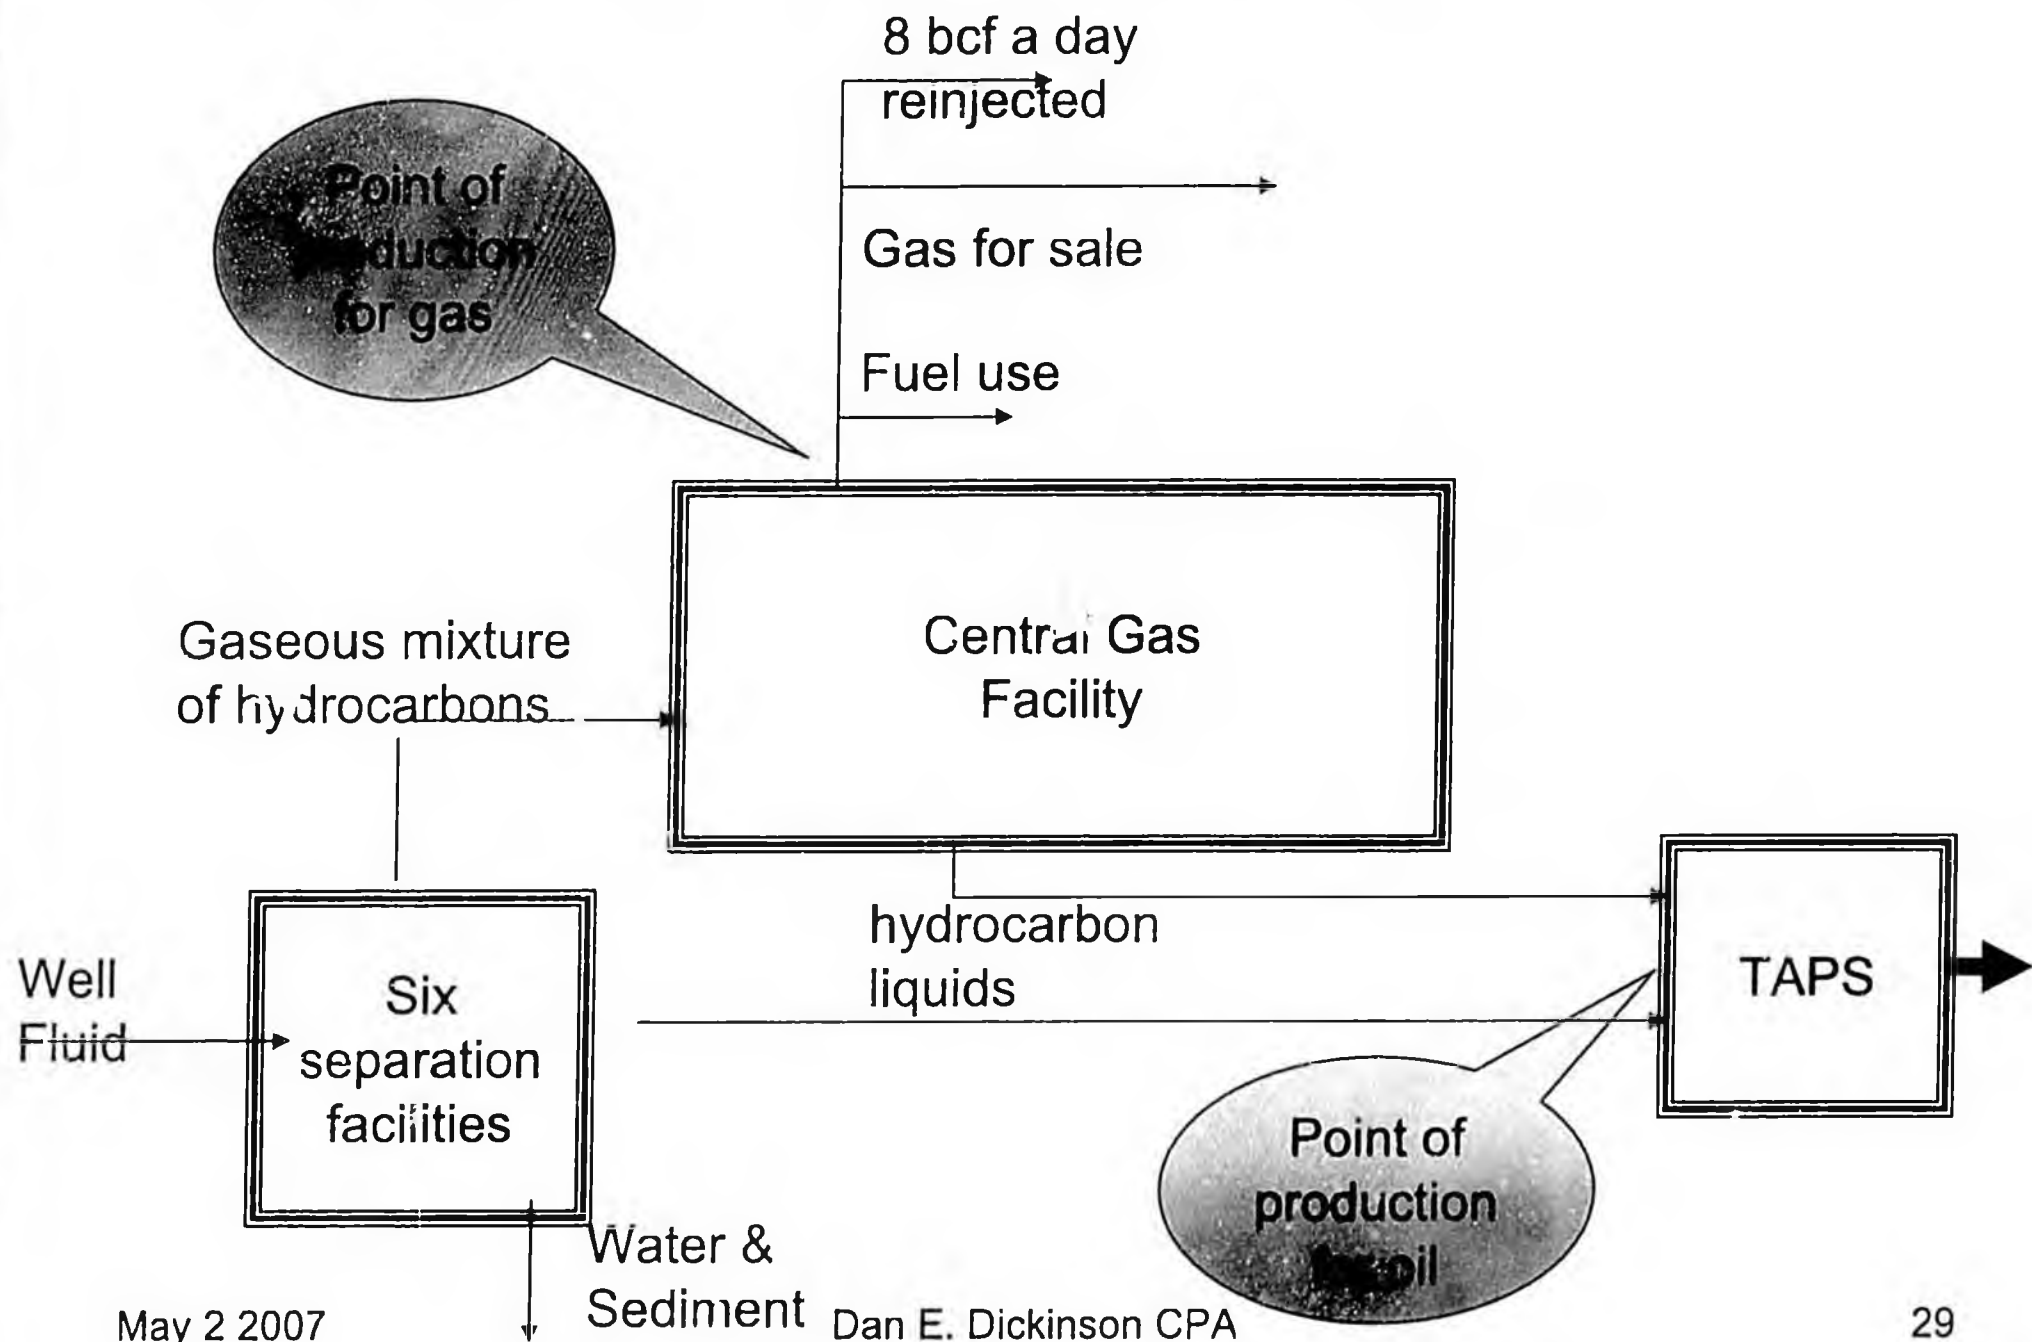 8 bcf a day
reinjected
Point of
production
for gas
Gas for sale
Fuel use
Gaseous mixture
of hydrocarbons
Central Gas
Facility
hydrocarbon
liquids
Well
Fluid
Six
separation
facilities
TAPS
Point of
production
for oil
Water &
Sediment
May 2 2007
Dan E. Dickinson CPA
29